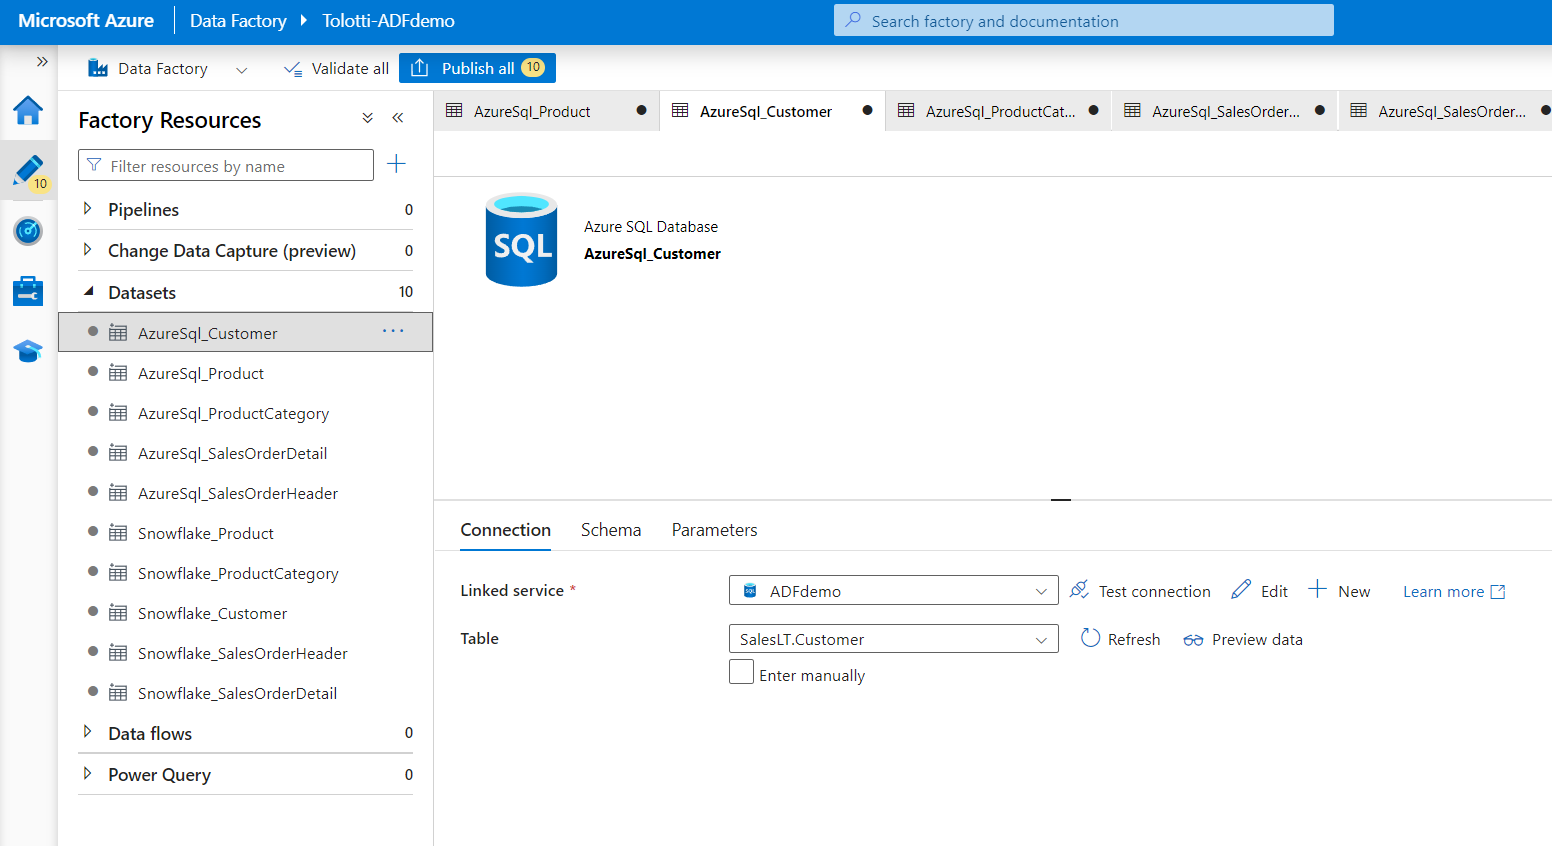 Microsoft Azure Data Factory Tolotti-ADFdemo Search factory and documentation
Data Factory Validate all Publish all 10
Factory Resources
Filter resources by name
10
Pipelines 0
Change Data Capture (preview) 0
Datasets 10
AzureSql_Customer ...
AzureSql_Product
AzureSql_ProductCategory
AzureSql_SalesOrderDetail
AzureSql_SalesOrderHeader
Snowflake_Product
Snowflake_ProductCategory
Snowflake_Customer
Snowflake_SalesOrderHeader
Snowflake_SalesOrderDetail
Data flows 0
Power Query 0
AzureSql_Product AzureSql_Customer AzureSql_ProductCat... AzureSql_SalesOrder... AzureSql_SalesOrder...
SQL
Azure SQL Database
AzureSql_Customer
Connection Schema Parameters
Linked service * SQL ADFdemo Test connection Edit New Learn more
Table SalesLT.Customer Refresh Preview data
Enter manually